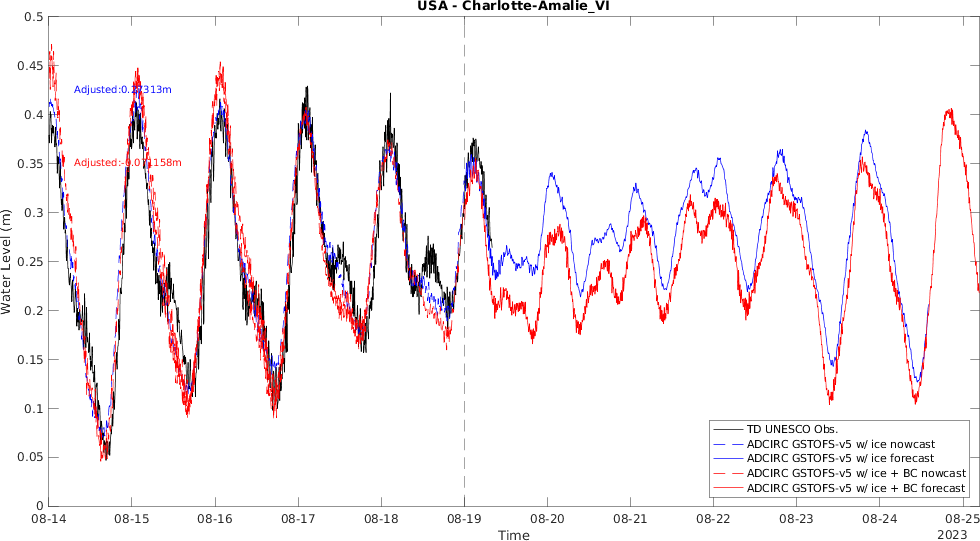 USA - Charlotte-Amalie_VI
0.5
0.45
0.4
0.35
0.3
0.25
0.2
0.15
0.1
0.05
0
Water Level (m)
TD UNESCO Obs.
ADCIRC GSTOFS-v5 w/ ice nowcast
ADCIRC GSTOFS-v5 w/ ice forecast
ADCIRC GSTOFS-v5 w/ ice + BC nowcast
ADCIRC GSTOFS-v5 w/ ice + BC forecast
08-14 08-15 08-16 08-17 08-18 08-19 08-20 08-21 08-22 08-23 08-24 08-25
Time
2023